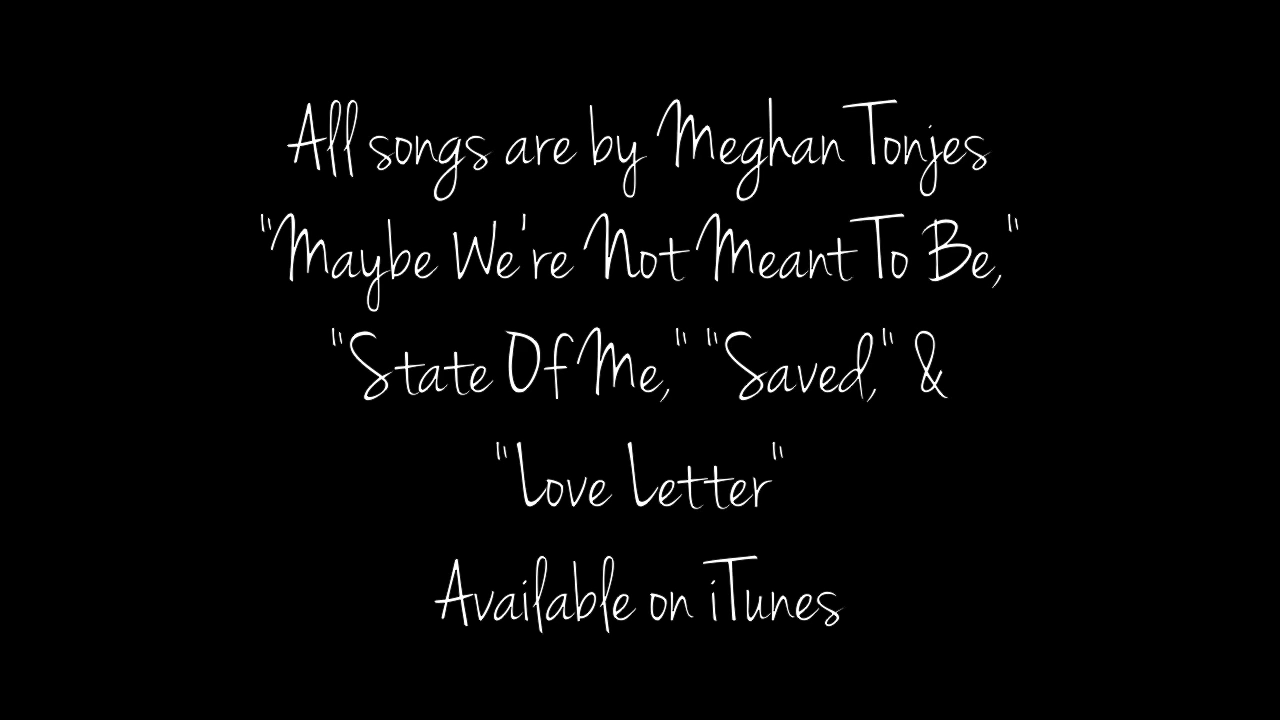 All songs are by Meghan Tonjes
"Maybe We're Not Meant To Be,"
"State Of Me," "Saved," &
"Love Letter"
Available on iTunes